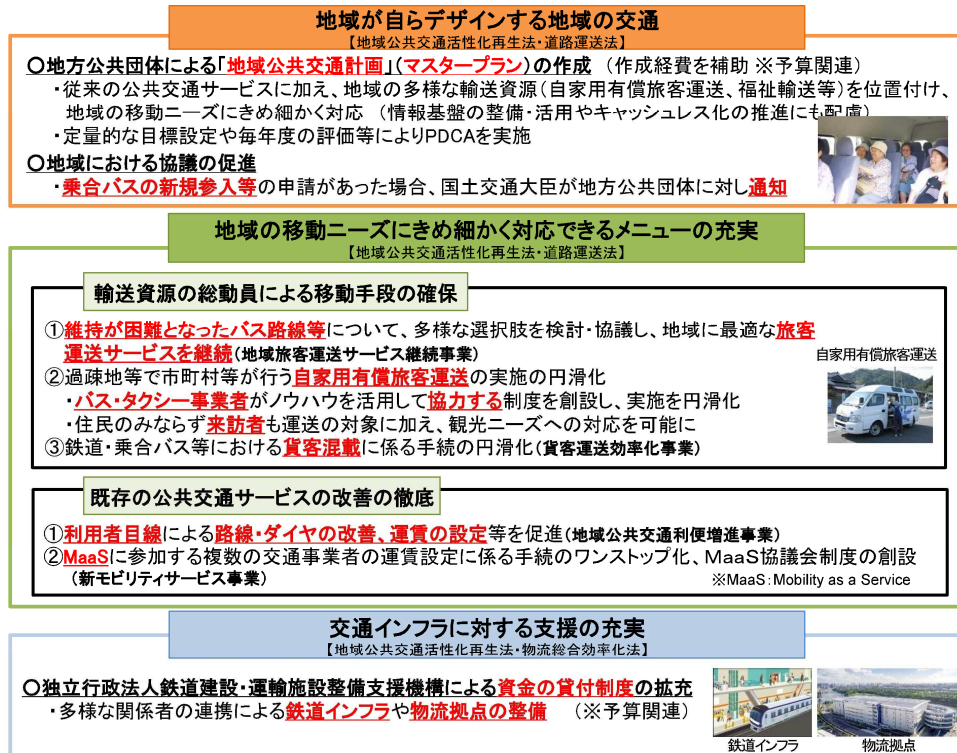 地域が自らデザインする地域の交通
【地域公共交通活性化再生法・道路運送法】
○地方公共団体による「地域公共交通計画」(マスタープラン)の作成 (作成経費を補助 ※予算関連)
・従来の公共交通サービスに加え、地域の多様な輸送資源(自家用有償旅客運送、福祉輸送等)を位置付け、
地域の移動ニーズにきめ細かく対応 (情報基盤の整備・活用やキャッシュレス化の推進にも配慮)
・定量的な目標設定や毎年度の評価等によりPDCAを実施
○地域における協議の促進
・乗合バスの新規参入等の申請があった場合、国土交通大臣が地方公共団体に対し通知
地域の移動ニーズにきめ細かく対応できるメニューの充実
【地域公共交通活性化再生法・道路運送法】
輸送資源の総動員による移動手段の確保
①維持が困難となったバス路線等について、多様な選択肢を検討・協議し、地域に最適な旅客
運送サービスを継続(地域旅客運送サービス継続事業)
自家用有償旅客運送
②過疎地等で市町村等が行う自家用有償旅客運送の実施の円滑化
・バス・タクシー事業者がノウハウを活用して協力する制度を創設し、実施を円滑化
・住民のみならず来訪者も運送の対象に加え、観光ニーズへの対応を可能に
③鉄道・乗合バス等における貨客混載に係る手続の円滑化(貨客運送効率化事業)
既存の公共交通サービスの改善の徹底
①利用者目線による路線・ダイヤの改善、運賃の設定等を促進(地域公共交通利便増進事業)
②MaaSに参加する複数の交通事業者の運賃設定に係る手続のワンストップ化、MaaS協議会制度の創設
(新モビリティサービス事業)
※MaaS:Mobility as a Service
交通インフラに対する支援の充実
【地域公共交通活性化再生法・物流総合効率化法】
○独立行政法人鉄道建設・運輸施設整備支援機構による資金の貸付制度の拡充
・多様な関係者の連携による鉄道インフラや物流拠点の整備 (※予算関連)
鉄道インフラ
物流拠点